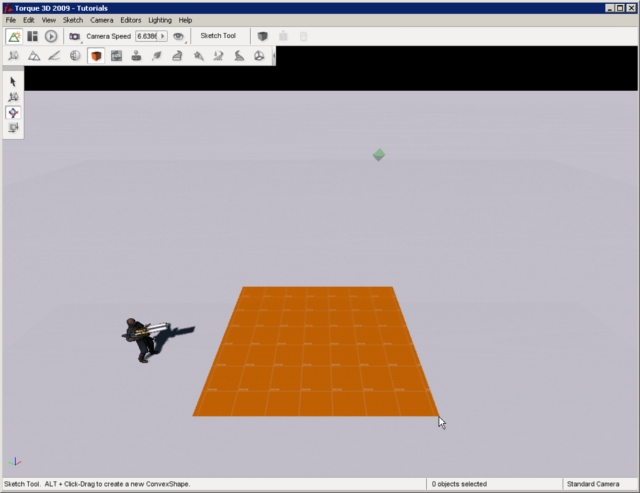 Torque 3D 2009 - Tutorials
File Edit View Sketch Camera Editors Lighting Help
Camera Speed 6.638 Sketch Tool
Sketch Tool. ALT + Click-Drag to create a new ConvexShape. 0 objects selected Standard Camera